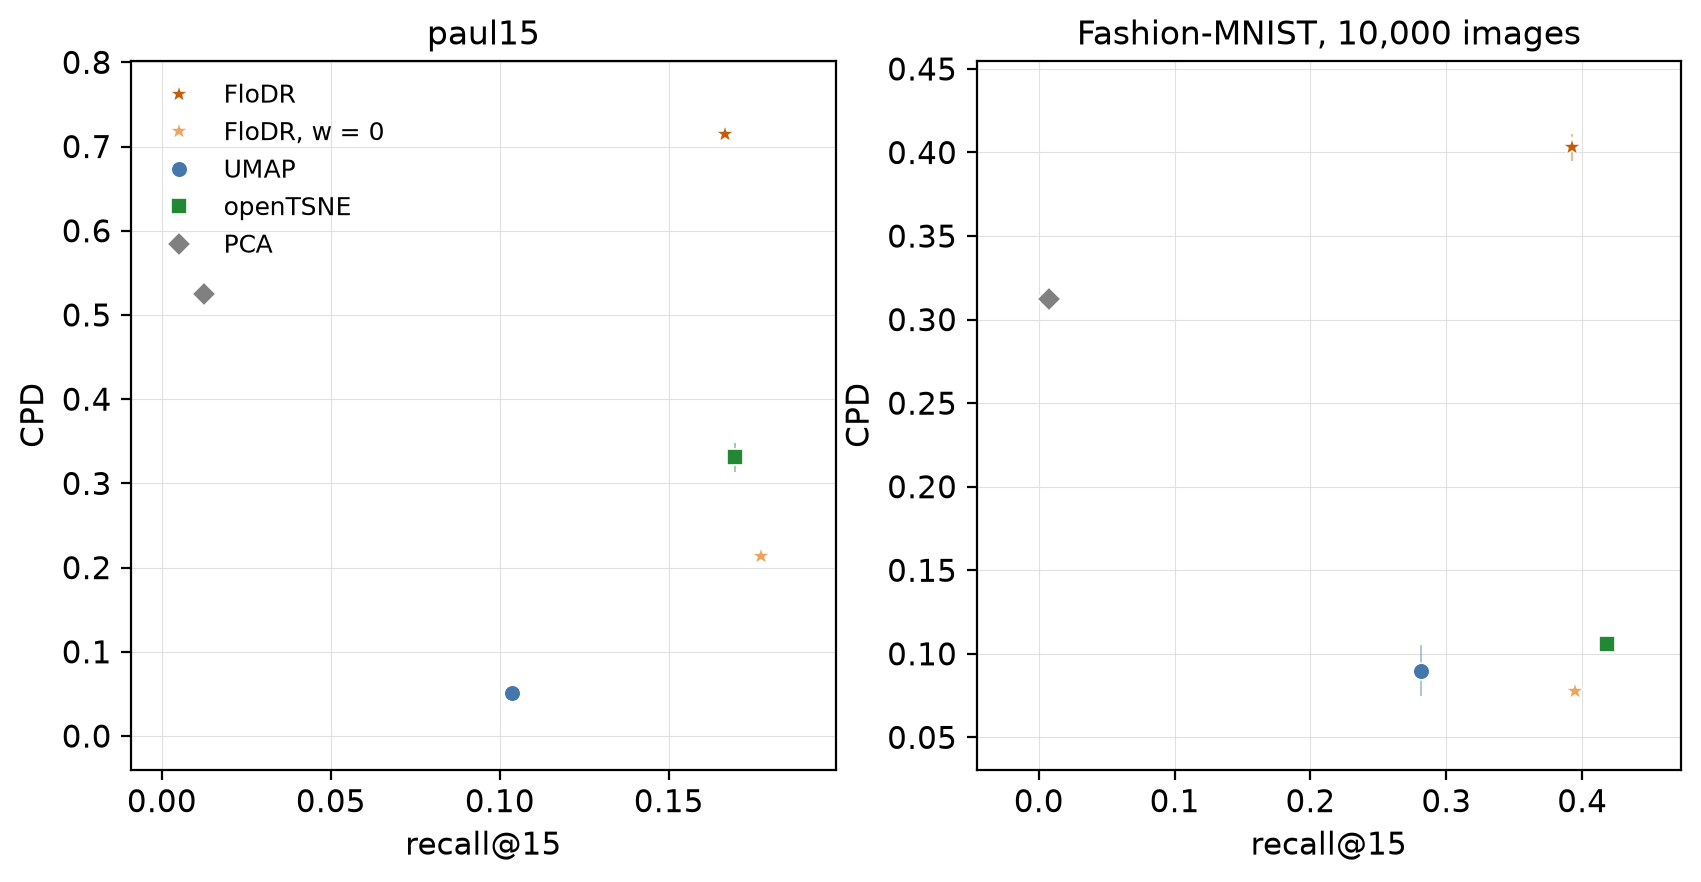 paul15
0.8
0.7
0.6
0.5
0.4
0.3
0.2
0.1
0.0
CPD
FloDR
FloDR, w = 0
UMAP
openTSNE
PCA
0.00 0.05 0.10 0.15
recall@15
Fashion-MNIST, 10,000 images
0.45
0.40
0.35
0.30
0.25
0.20
0.15
0.10
0.05
CPD
0.0 0.1 0.2 0.3 0.4
recall@15